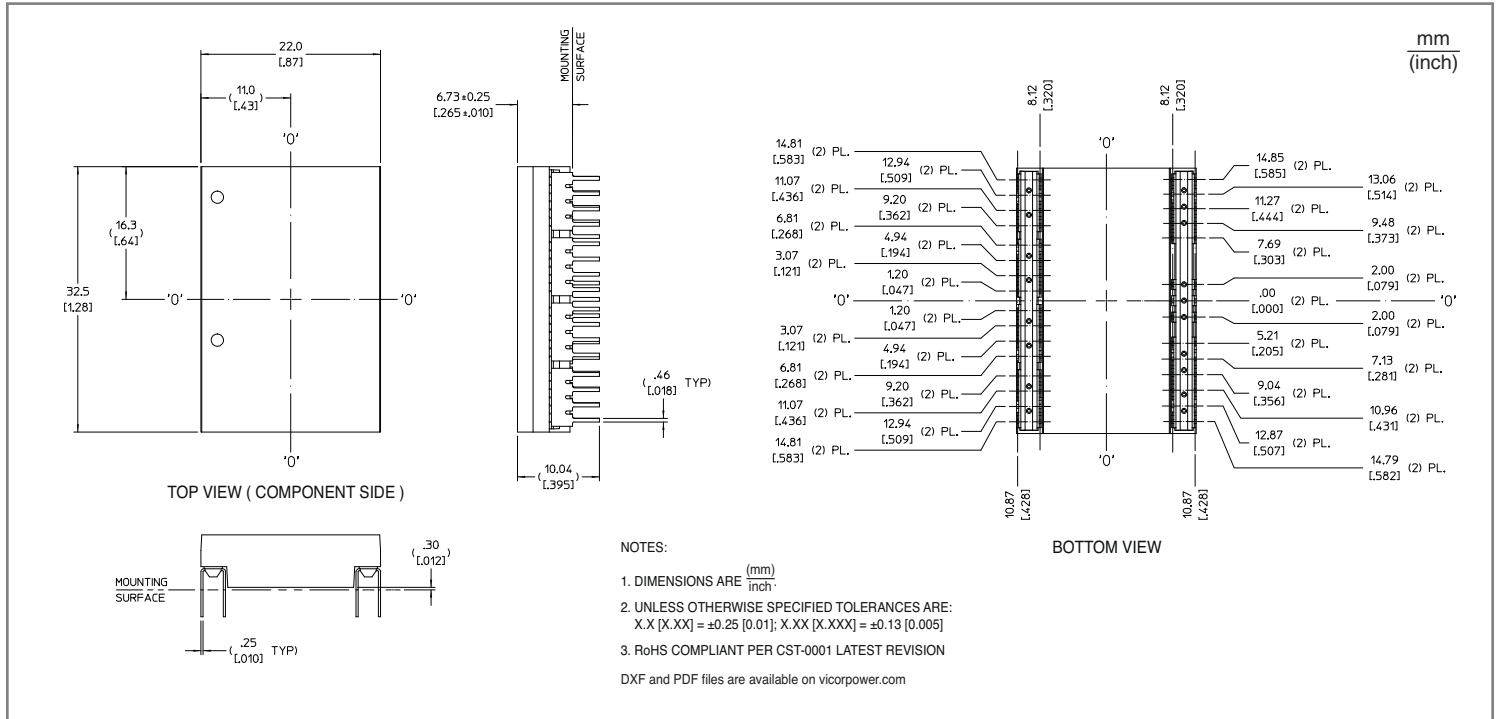 mm
(inch)
22.0
[.87]
( 11.0 )
[.43]
'0'
( 16.3 )
[.64]
32.5
[1.28]
'0'
'0'
'0'
TOP VIEW ( COMPONENT SIDE )
MOUNTING
SURFACE
6.73 ±0.25
[.265 ±.010]
( .46 TYP)
[.018]
( 10.04 )
[.395]
( .30 )
[.012]
MOUNTING
SURFACE
( .25 TYP)
[.010]
8.12
[.320]
8.12
[.320]
'0'
14.81 (2) PL.
[.583]
12.94 (2) PL.
[.509]
11.07 (2) PL.
[.436]
9.20 (2) PL.
[.362]
6.81 (2) PL.
[.268]
4.94 (2) PL.
[.194]
3.07 (2) PL.
[.121]
1.20 (2) PL.
[.047]
'0'
1.20 (2) PL.
[.047]
3.07 (2) PL.
[.121]
4.94 (2) PL.
[.194]
6.81 (2) PL.
[.268]
9.20 (2) PL.
[.362]
11.07 (2) PL.
[.436]
12.94 (2) PL.
[.509]
14.81 (2) PL.
[.583]
14.85 (2) PL.
[.585]
13.06 (2) PL.
[.514]
11.27 (2) PL.
[.444]
9.48 (2) PL.
[.373]
7.69 (2) PL.
[.303]
2.00 (2) PL.
[.079]
.00 (2) PL.
[.000]
'0'
2.00 (2) PL.
[.079]
5.21 (2) PL.
[.205]
7.13 (2) PL.
[.281]
9.04 (2) PL.
[.356]
10.96 (2) PL.
[.431]
12.87 (2) PL.
[.507]
14.79 (2) PL.
[.582]
'0'
10.87
[.428]
10.87
[.428]
BOTTOM VIEW
NOTES:
1. DIMENSIONS ARE (mm)
inch.
2. UNLESS OTHERWISE SPECIFIED TOLERANCES ARE:
X.X [X.XX] = ±0.25 [0.01]; X.XX [X.XXX] = ±0.13 [0.005]
3. RoHS COMPLIANT PER CST-0001 LATEST REVISION
DXF and PDF files are available on vicorpower.com